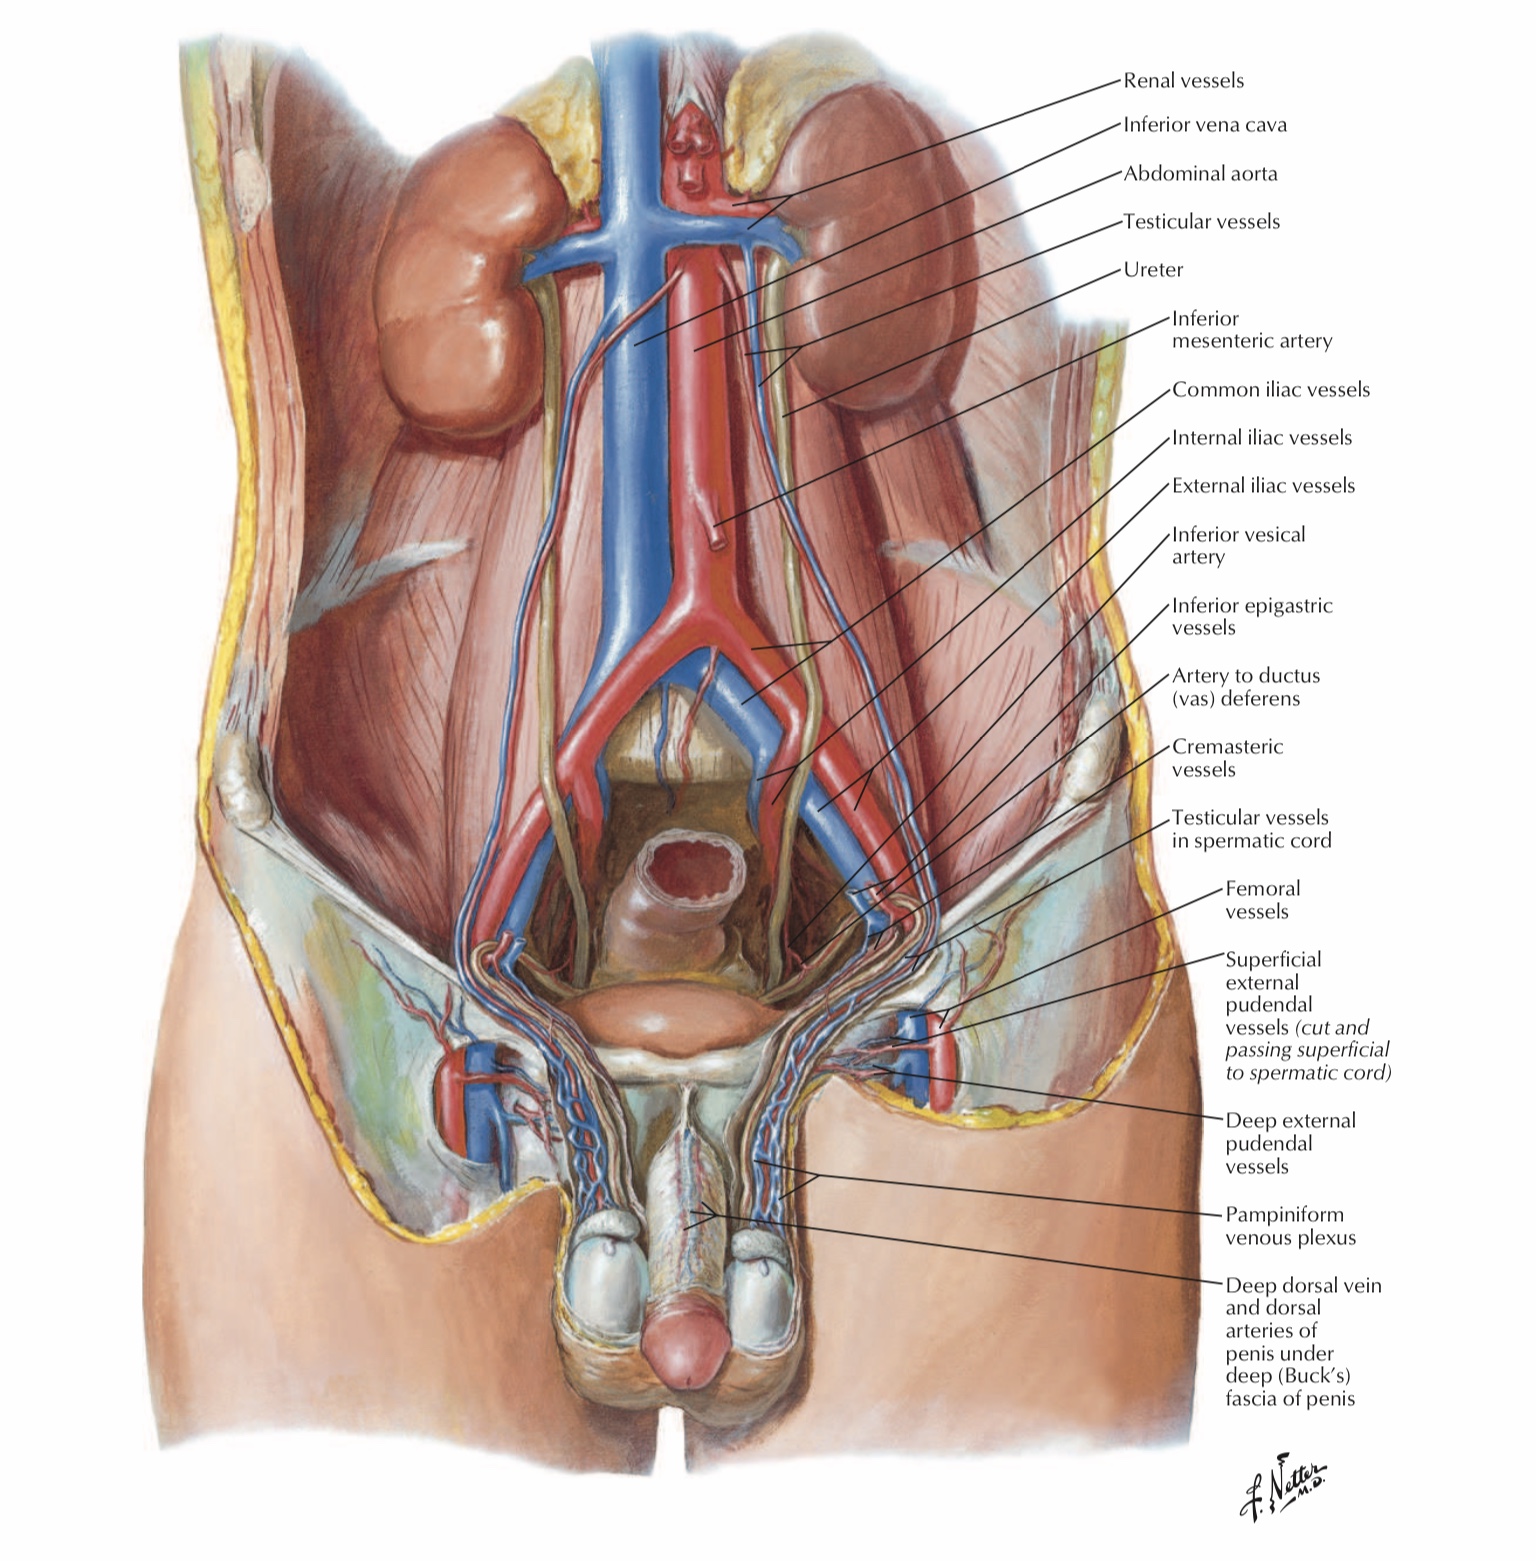 Renal vessels
Inferior vena cava
Abdominal aorta
Testicular vessels
Ureter
Inferior
mesenteric artery
Common iliac vessels
Internal iliac vessels
External iliac vessels
Inferior vesical
artery
Inferior epigastric
vessels
Artery to ductus
(vas) deferens
Cremasteric
vessels
Testicular vessels
in spermatic cord
Femoral
vessels
Superficial
external
pudendal
vessels (cut and
passing superficial
to spermatic cord)
Deep external
pudendal
vessels
Pampiniform
venous plexus
Deep dorsal vein
and dorsal
arteries of
penis under
deep (Buck’s)
fascia of penis
F. Netter
M.D.